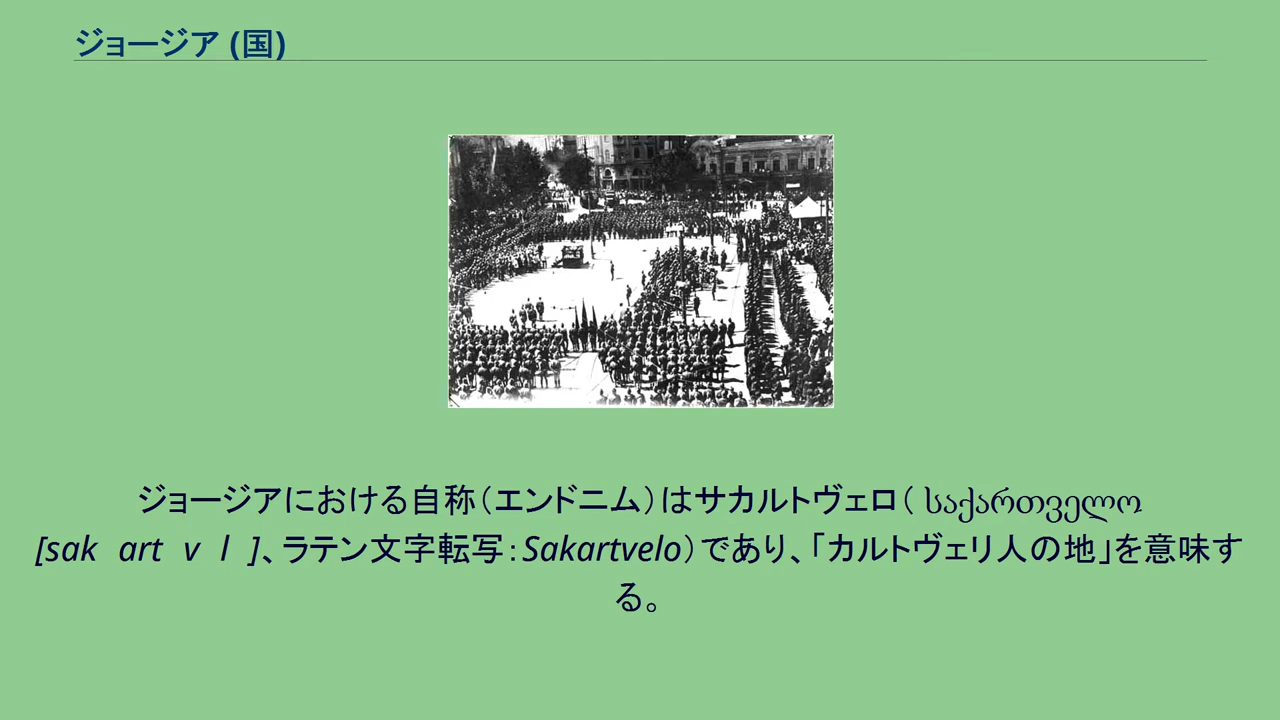 ジョージア (国)
ジョージアにおける自称（エンドニム）はサカルトヴェロ（ საქართველო
[sak art v l ]、ラテン文字転写：Sakartvelo）であり、「カルトヴェリ人の地」を意味す
る。